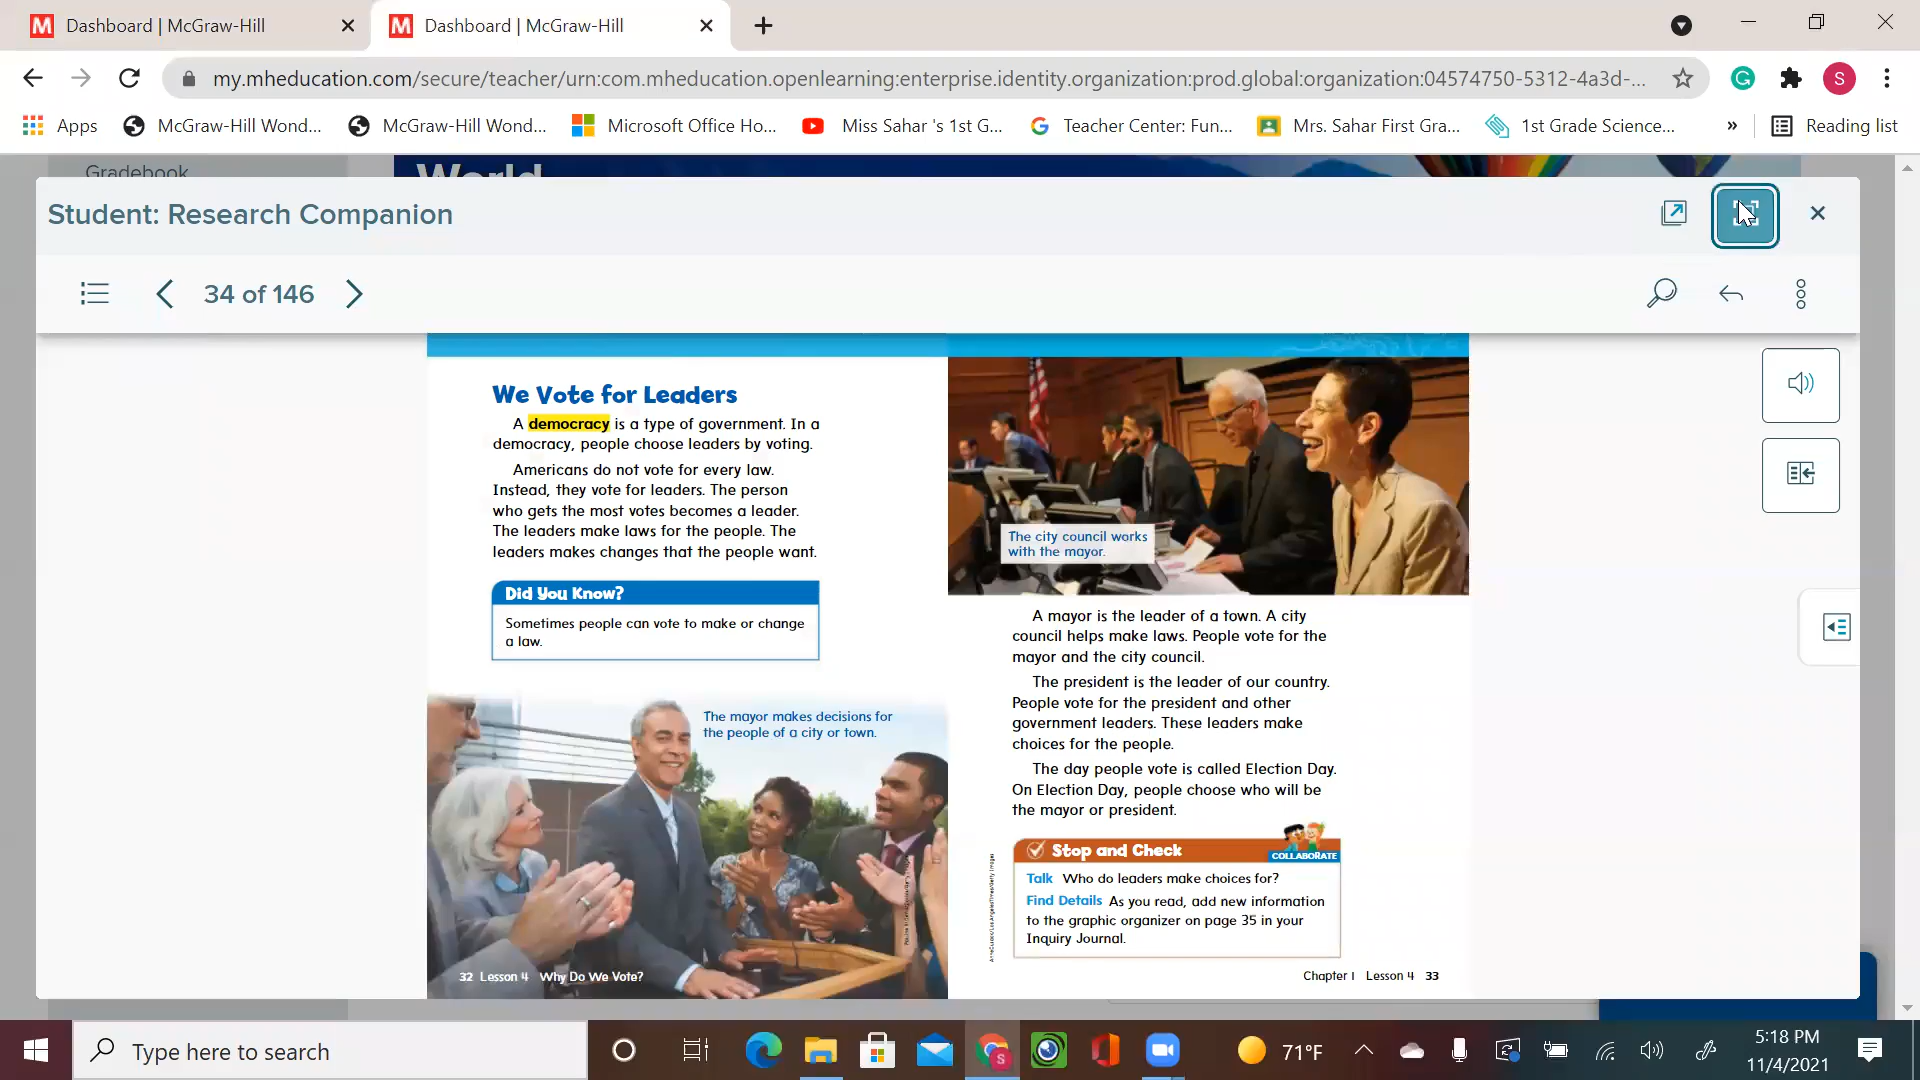 Dashboard | McGraw-Hill
Dashboard | McGraw-Hill
my.mheducation.com/secure/teacher/urn:com.mheducation.openlearning:enterprise.identity.organization:prod.global:organization:04574750-5312-4a3d-...
Apps
McGraw-Hill Wond...
McGraw-Hill Wond...
Microsoft Office Ho...
Miss Sahar 's 1st G...
Teacher Center: Fun...
Mrs. Sahar First Gra...
1st Grade Science...
»
Reading list
Gradebook
World
Student: Research Companion
34 of 146
We Vote for Leaders
A democracy is a type of government. In a
democracy, people choose leaders by voting.
Americans do not vote for every law.
Instead, they vote for leaders. The person
who gets the most votes becomes a leader.
The leaders make laws for the people. The
leaders makes changes that the people want.
Did You Know?
Sometimes people can vote to make or change
a law.
The mayor makes decisions for
the people of a city or town.
32 Lesson 4 Why Do We Vote?
The city council works
with the mayor.
A mayor is the leader of a town. A city
council helps make laws. People vote for the
mayor and the city council.
The president is the leader of our country.
People vote for the president and other
government leaders. These leaders make
choices for the people.
The day people vote is called Election Day.
On Election Day, people choose who will be
the mayor or president.
Stop and Check
COLLABORATE
Talk Who do leaders make choices for?
Find Details As you read, add new information
to the graphic organizer on page 35 in your
Inquiry Journal.
Chapter 1 Lesson 4 33
Type here to search
71°F
5:18 PM
11/4/2021